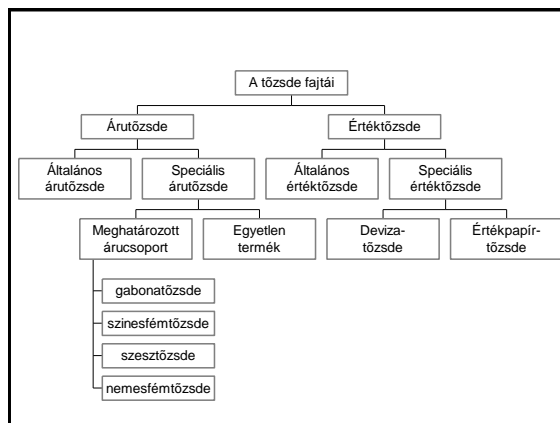 A tõzsde fajtái
Árutõzsde
Értéktõzsde
Általános
árutõzsde
Speciális
árutõzsde
Általános
értéktõzsde
Speciális
értéktõzsde
Meghatározott
árucsoport
Egyetlen
termék
Deviza-
tõzsde
Értékpapír-
tõzsde
gabonatõzsde
szinesfémtõzsde
szesztõzsde
nemesfémtõzsde